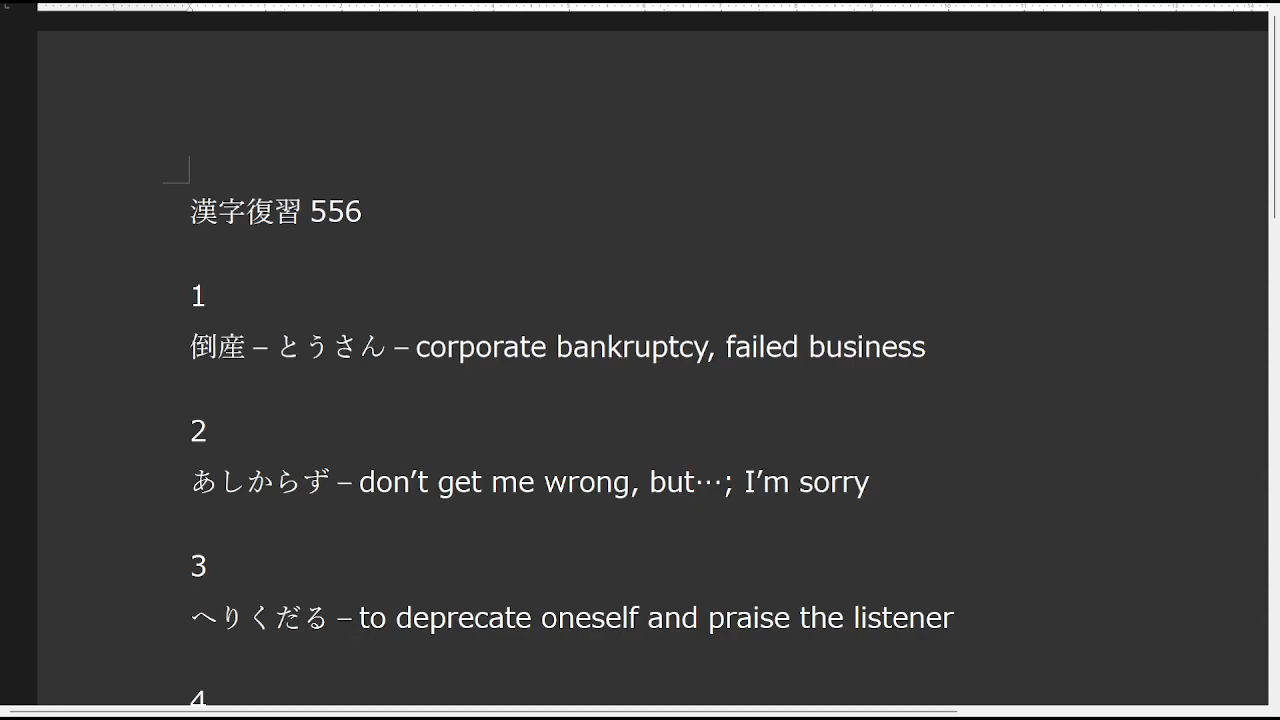 漢字復習 556
1
倒産 – とうさん – corporate bankruptcy, failed business
2
あしからず – don’t get me wrong, but…; I’m sorry
3
へりくだる – to deprecate oneself and praise the listener
4